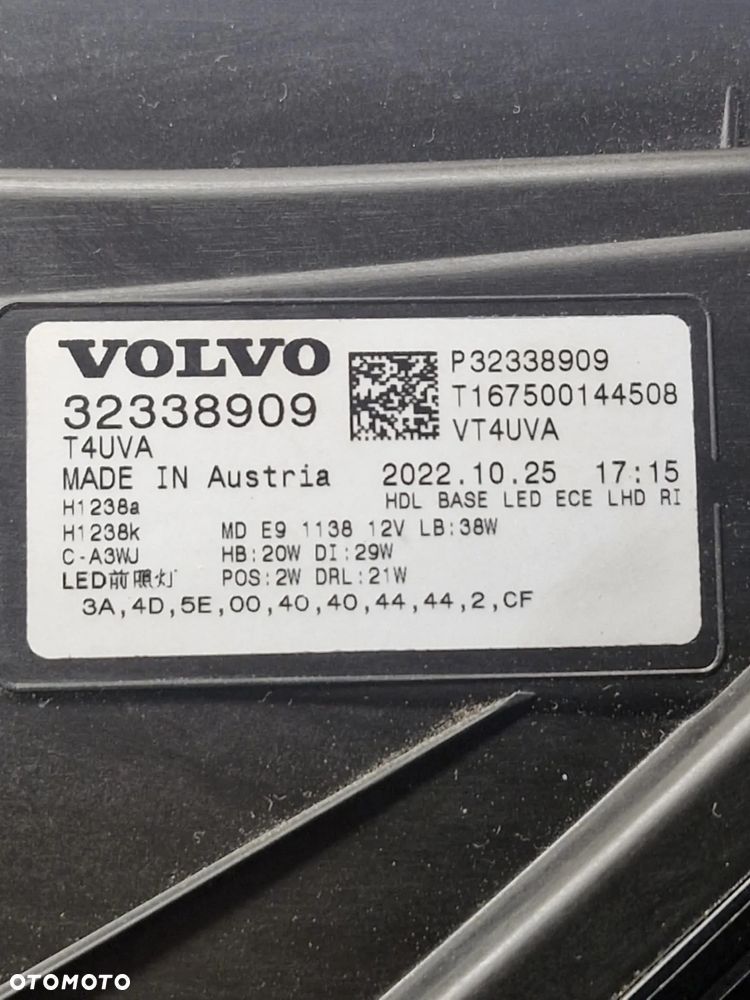 VOLVO
32338909
T4UVA
P32338909
T167500144508
VT4UVA
MADE IN Austria 2022.10.25 17:15
H1238a HDL BASE LED ECE LHD RI
H1238k MD E9 1138 12V LB:38W
C-A3WJ HB:20W DI:29W
LED前照灯 POS:2W DRL:21W
3A,4D,5E,00,40,40,44,44,2,CF
OTOMOTO